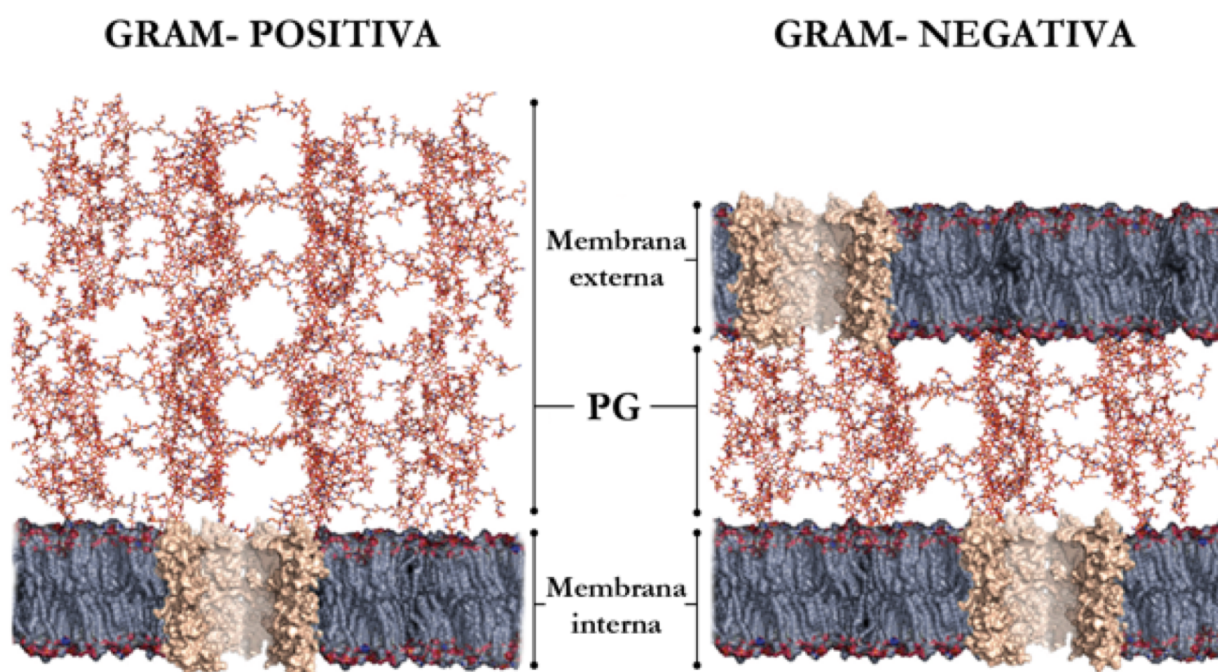 GRAM- POSITIVA
GRAM- NEGATIVA
Membrana
externa
PG
Membrana
interna